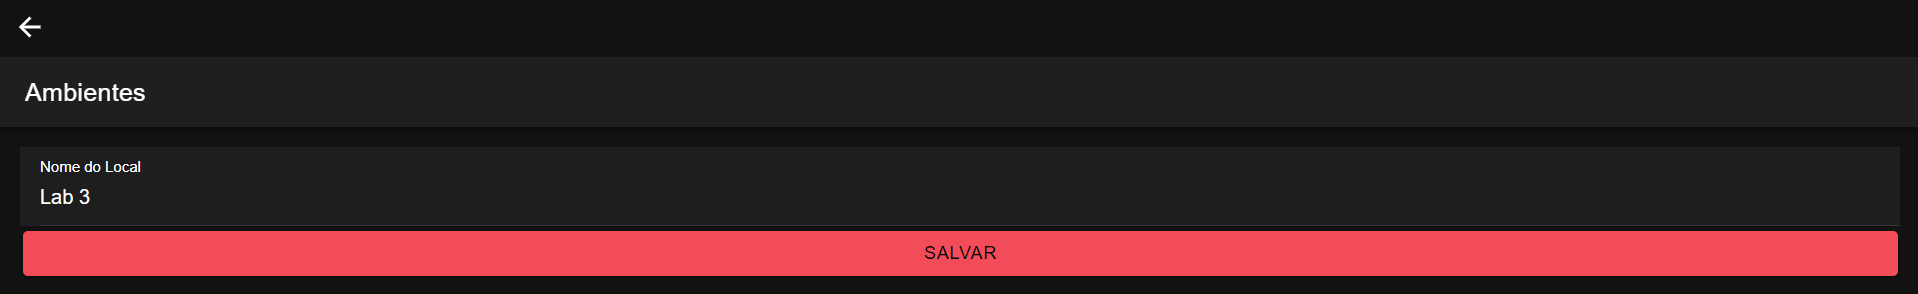 Ambientes
Nome do Local
Lab 3
SALVAR